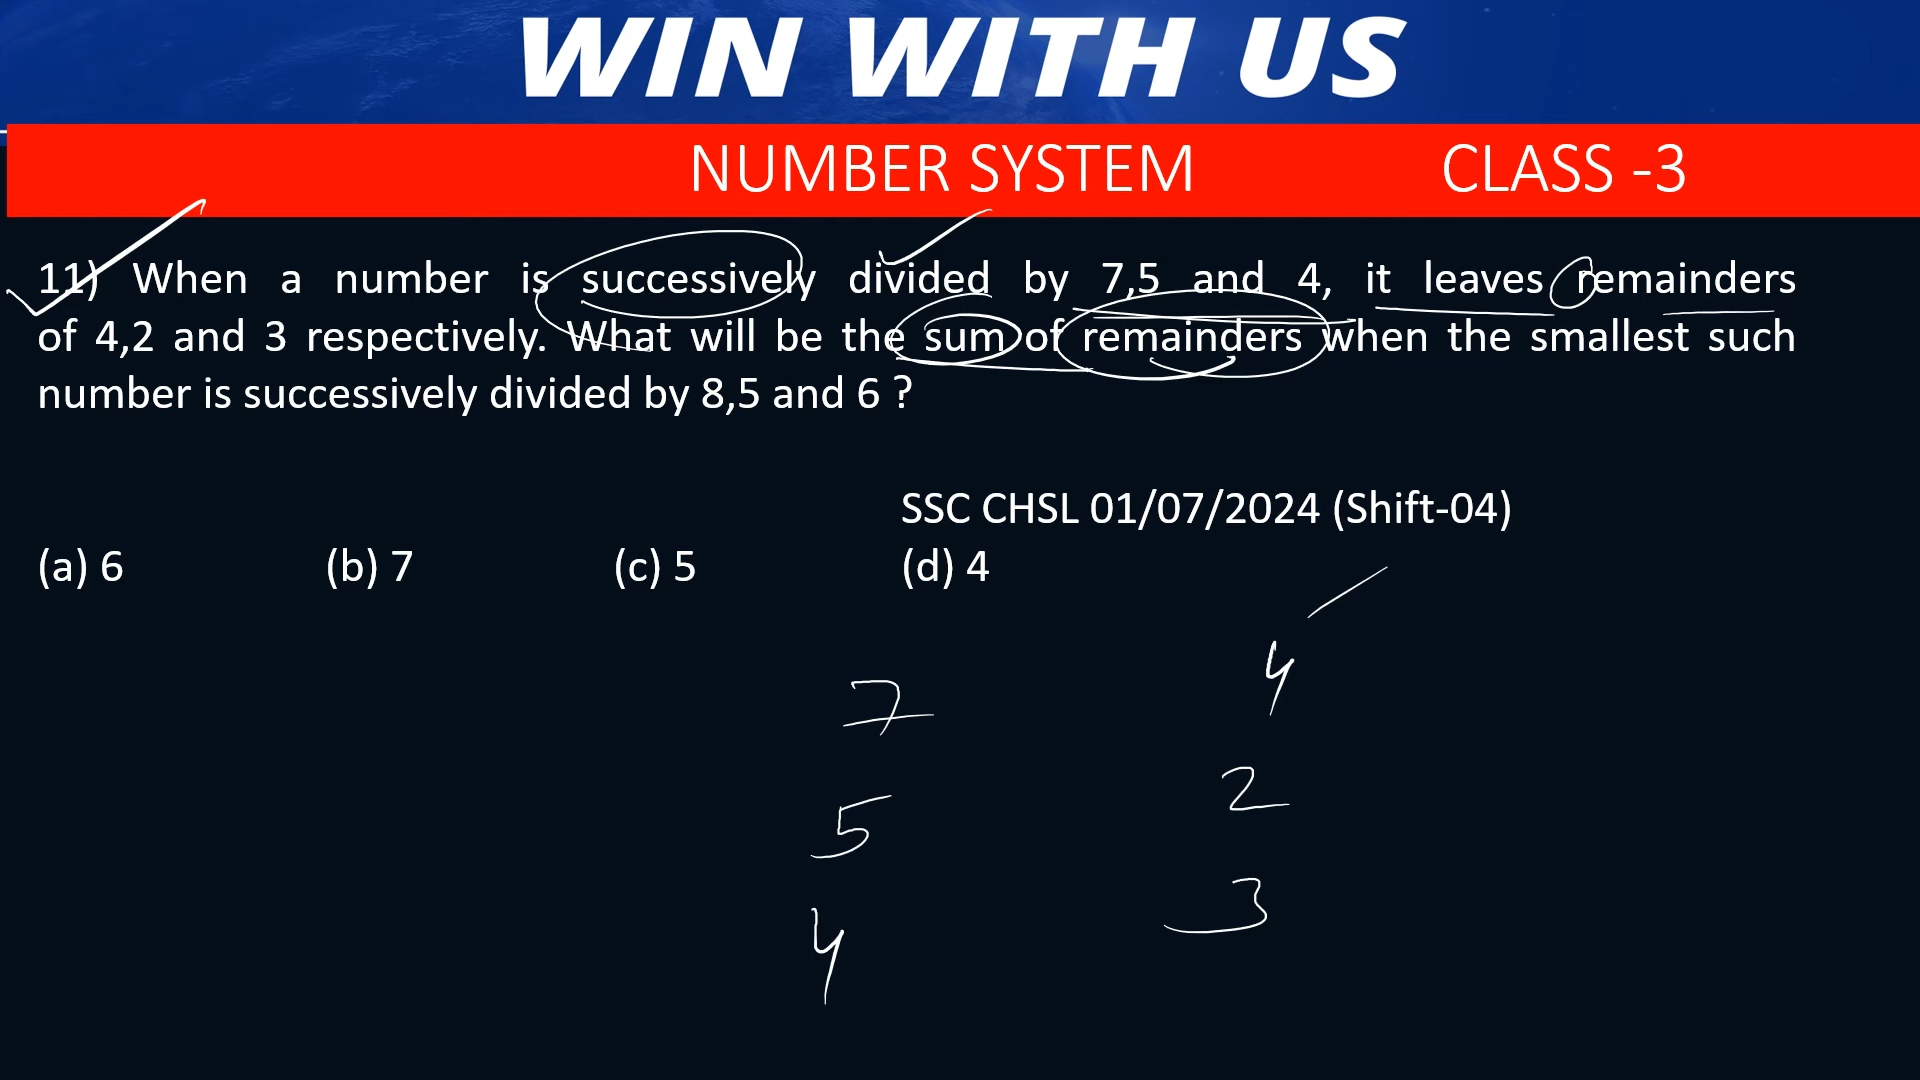 WIN WITH US
NUMBER SYSTEM CLASS -3
11) When a number is successively divided by 7,5 and 4, it leaves remainders
of 4,2 and 3 respectively. What will be the sum of remainders when the smallest such
number is successively divided by 8,5 and 6 ?
SSC CHSL 01/07/2024 (Shift-04)
(a) 6 (b) 7 (c) 5 (d) 4
7 4
5 2
4 3